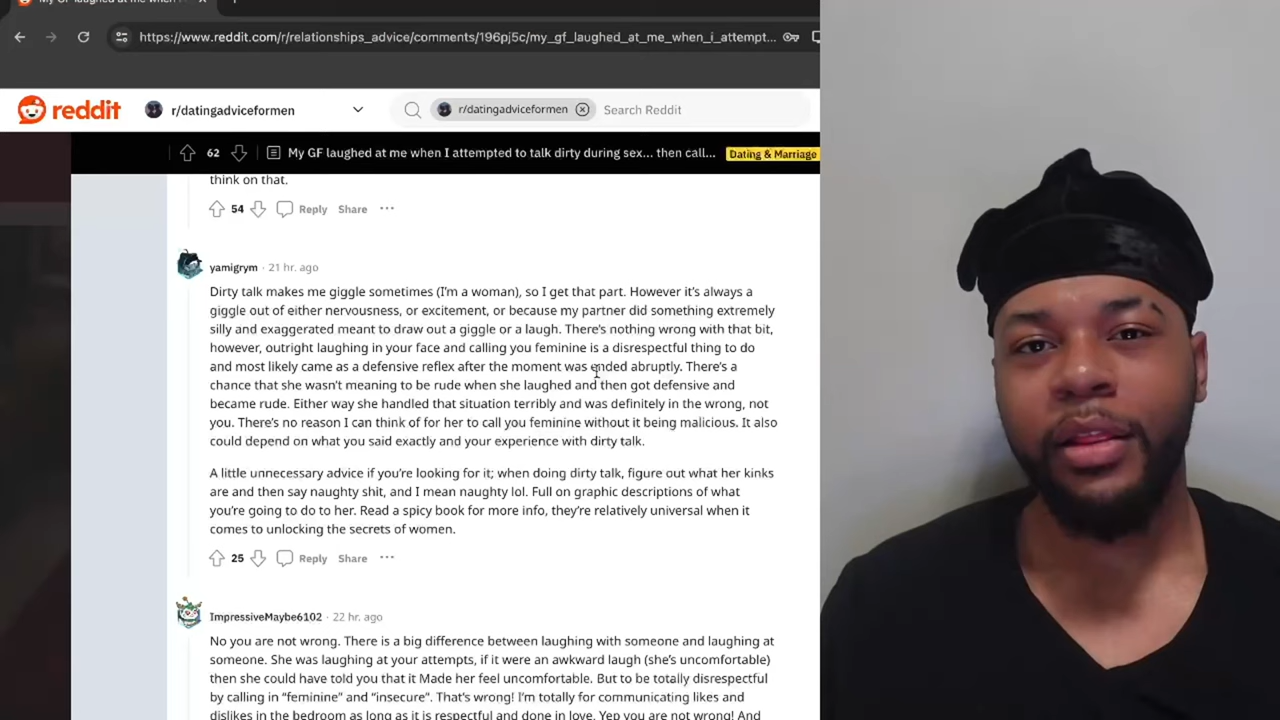 https://www.reddit.com/r/relationships_advice/comments/196pj5c/my_gf_laughed_at_me_when_i_attempt...
reddit
r/datingadviceformen
r/datingadviceformen
Search Reddit
62
My GF laughed at me when I attempted to talk dirty during sex... then call...
Dating & Marriage
think on that.
54
Reply
Share
yamigrym · 21 hr. ago
Dirty talk makes me giggle sometimes (I'm a woman), so I get that part. However it's always a
giggle out of either nervousness, or excitement, or because my partner did something extremely
silly and exaggerated meant to draw out a giggle or a laugh. There's nothing wrong with that bit,
however, outright laughing in your face and calling you feminine is a disrespectful thing to do
and most likely came as a defensive reflex after the moment was ended abruptly. There's a
chance that she wasn't meaning to be rude when she laughed and then got defensive and
became rude. Either way she handled that situation terribly and was definitely in the wrong, not
you. There's no reason I can think of for her to call you feminine without it being malicious. It also
could depend on what you said exactly and your experience with dirty talk.
A little unnecessary advice if you're looking for it; when doing dirty talk, figure out what her kinks
are and then say naughty shit, and I mean naughty lol. Full on graphic descriptions of what
you're going to do to her. Read a spicy book for more info, they're relatively universal when it
comes to unlocking the secrets of women.
25
Reply
Share
ImpressiveMaybe6102 · 22 hr. ago
No you are not wrong. There is a big difference between laughing with someone and laughing at
someone. She was laughing at your attempts, if it were an awkward laugh (she's uncomfortable)
then she could have told you that it Made her feel uncomfortable. But to be totally disrespectful
by calling in "feminine" and "insecure". That's wrong! I'm totally for communicating likes and
dislikes in the bedroom as long as it is respectful and done in love. Yep you are not wrong! And